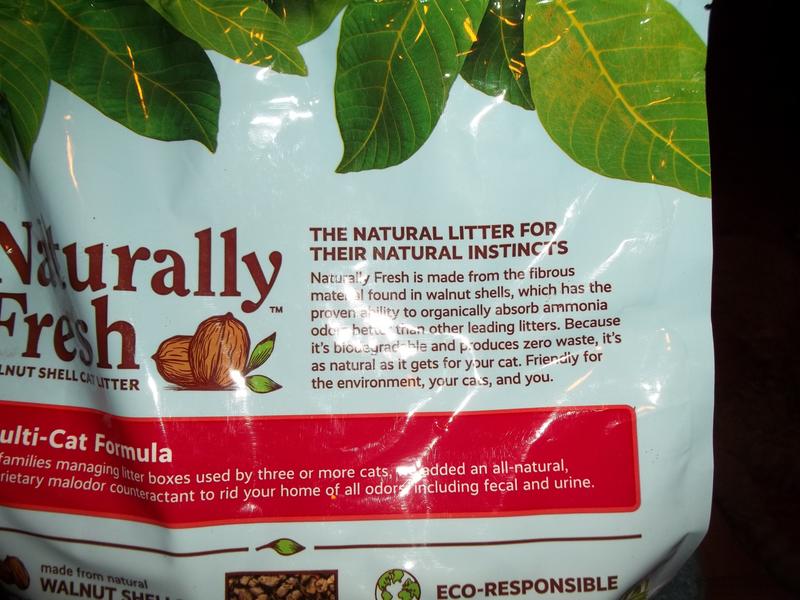 Naturally
Fresh™
WALNUT SHELL CAT LITTER
THE NATURAL LITTER FOR
THEIR NATURAL INSTINCTS
Naturally Fresh is made from the fibrous
material found in walnut shells, which has the
proven ability to organically absorb ammonia
odors better than other leading litters. Because
it's biodegradable and produces zero waste, it's
as natural as it gets for your cat. Friendly for
the environment, your cats, and you.
ulti-Cat Formula
families managing litter boxes used by three or more cats, we added an all-natural,
rietary malodor counteractant to rid your home of all odors, including fecal and urine.
made from natural
WALNUT SHELLS
ECO-RESPONSIBLE